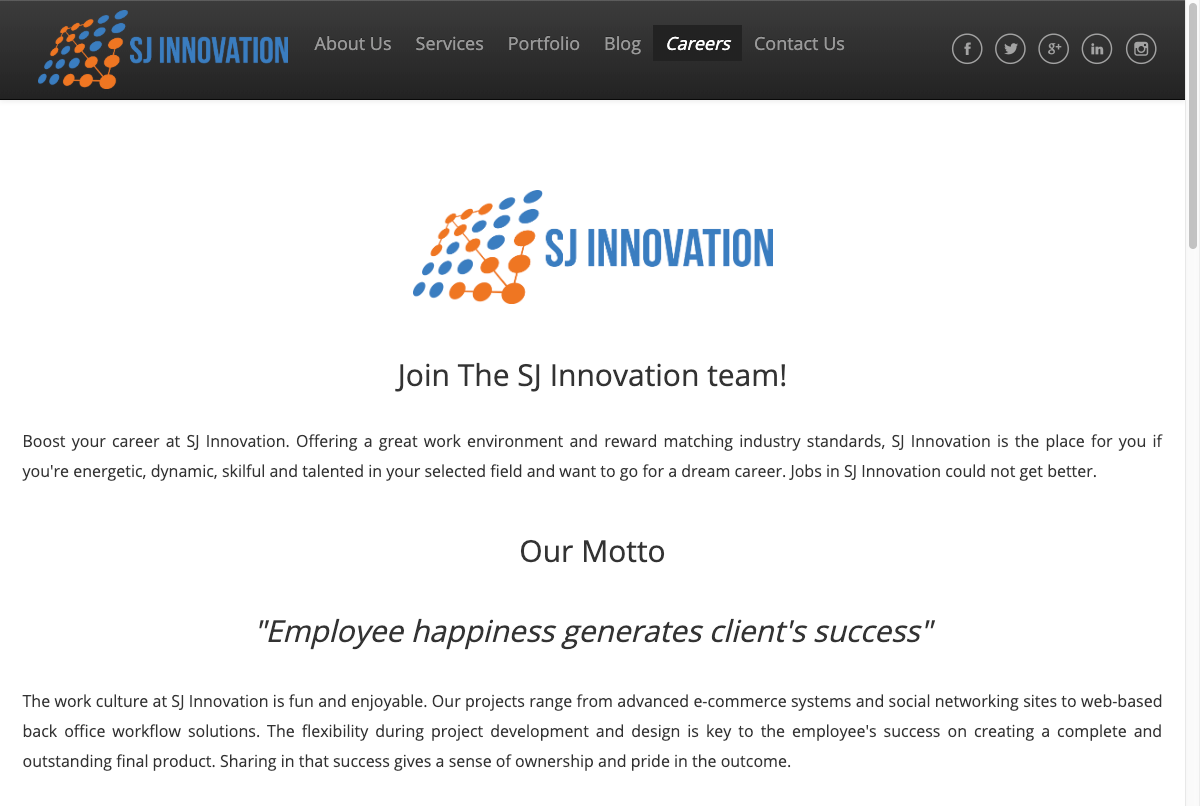 SJ INNOVATION About Us Services Portfolio Blog Careers Contact Us f 8+ in
SJ INNOVATION
Join The SJ Innovation team!
Boost your career at SJ Innovation. Offering a great work environment and reward matching industry standards, SJ Innovation is the place for you if
you're energetic, dynamic, skilful and talented in your selected field and want to go for a dream career. Jobs in SJ Innovation could not get better.
Our Motto
"Employee happiness generates client's success"
The work culture at SJ Innovation is fun and enjoyable. Our projects range from advanced e-commerce systems and social networking sites to web-based
back office workflow solutions. The flexibility during project development and design is key to the employee's success on creating a complete and
outstanding final product. Sharing in that success gives a sense of ownership and pride in the outcome.